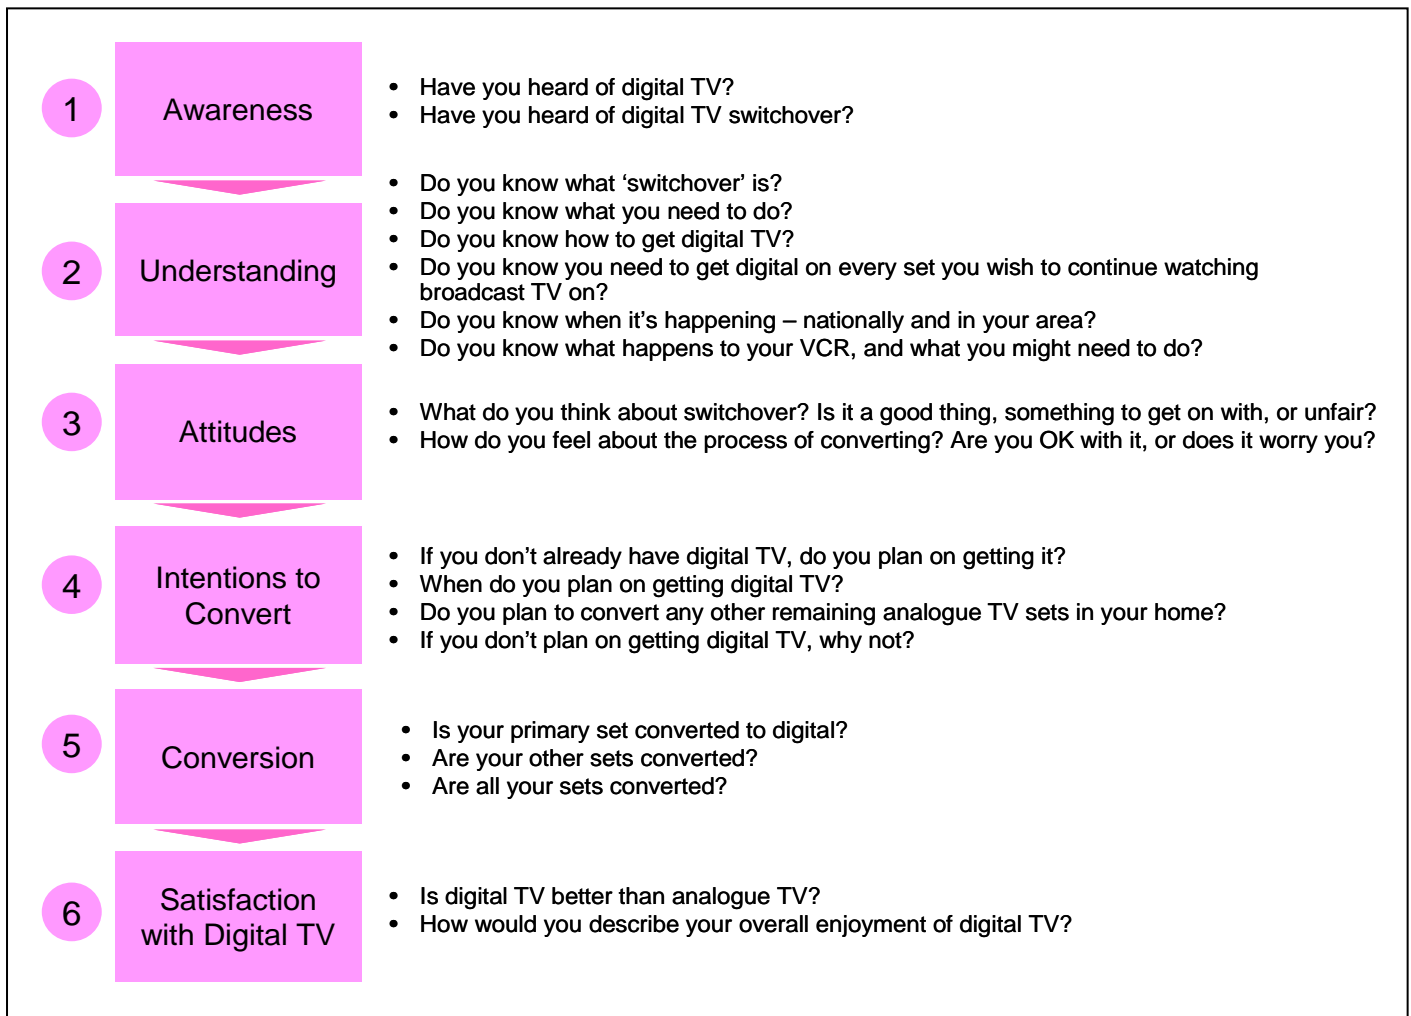 1
Awareness
• Have you heard of digital TV?
• Have you heard of digital TV switchover?
2
Understanding
• Do you know what ‘switchover’ is?
• Do you know what you need to do?
• Do you know how to get digital TV?
• Do you know you need to get digital on every set you wish to continue watching
broadcast TV on?
• Do you know when it’s happening – nationally and in your area?
• Do you know what happens to your VCR, and what you might need to do?
3
Attitudes
• What do you think about switchover? Is it a good thing, something to get on with, or unfair?
• How do you feel about the process of converting? Are you OK with it, or does it worry you?
4
Intentions to
Convert
• If you don’t already have digital TV, do you plan on getting it?
• When do you plan on getting digital TV?
• Do you plan to convert any other remaining analogue TV sets in your home?
• If you don’t plan on getting digital TV, why not?
5
Conversion
• Is your primary set converted to digital?
• Are your other sets converted?
• Are all your sets converted?
6
Satisfaction
with Digital TV
• Is digital TV better than analogue TV?
• How would you describe your overall enjoyment of digital TV?